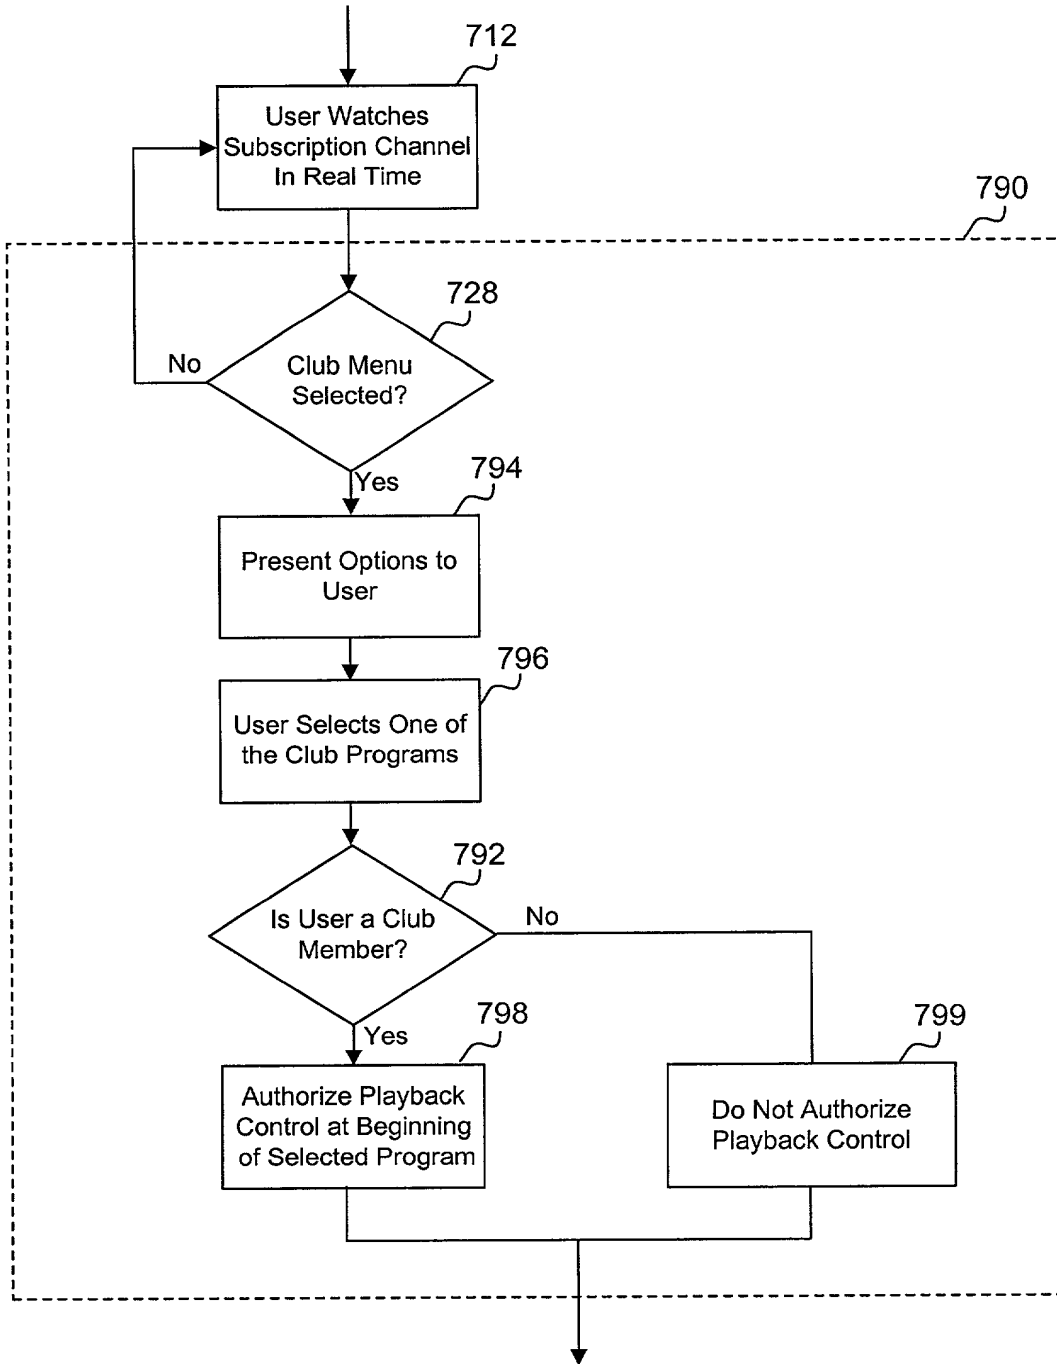 712
User Watches
Subscription Channel
In Real Time
790
728
Club Menu
Selected?
No
Yes
794
Present Options to
User
796
User Selects One of
the Club Programs
792
Is User a Club
Member?
No
Yes
798
Authorize Playback
Control at Beginning
of Selected Program
799
Do Not Authorize
Playback Control